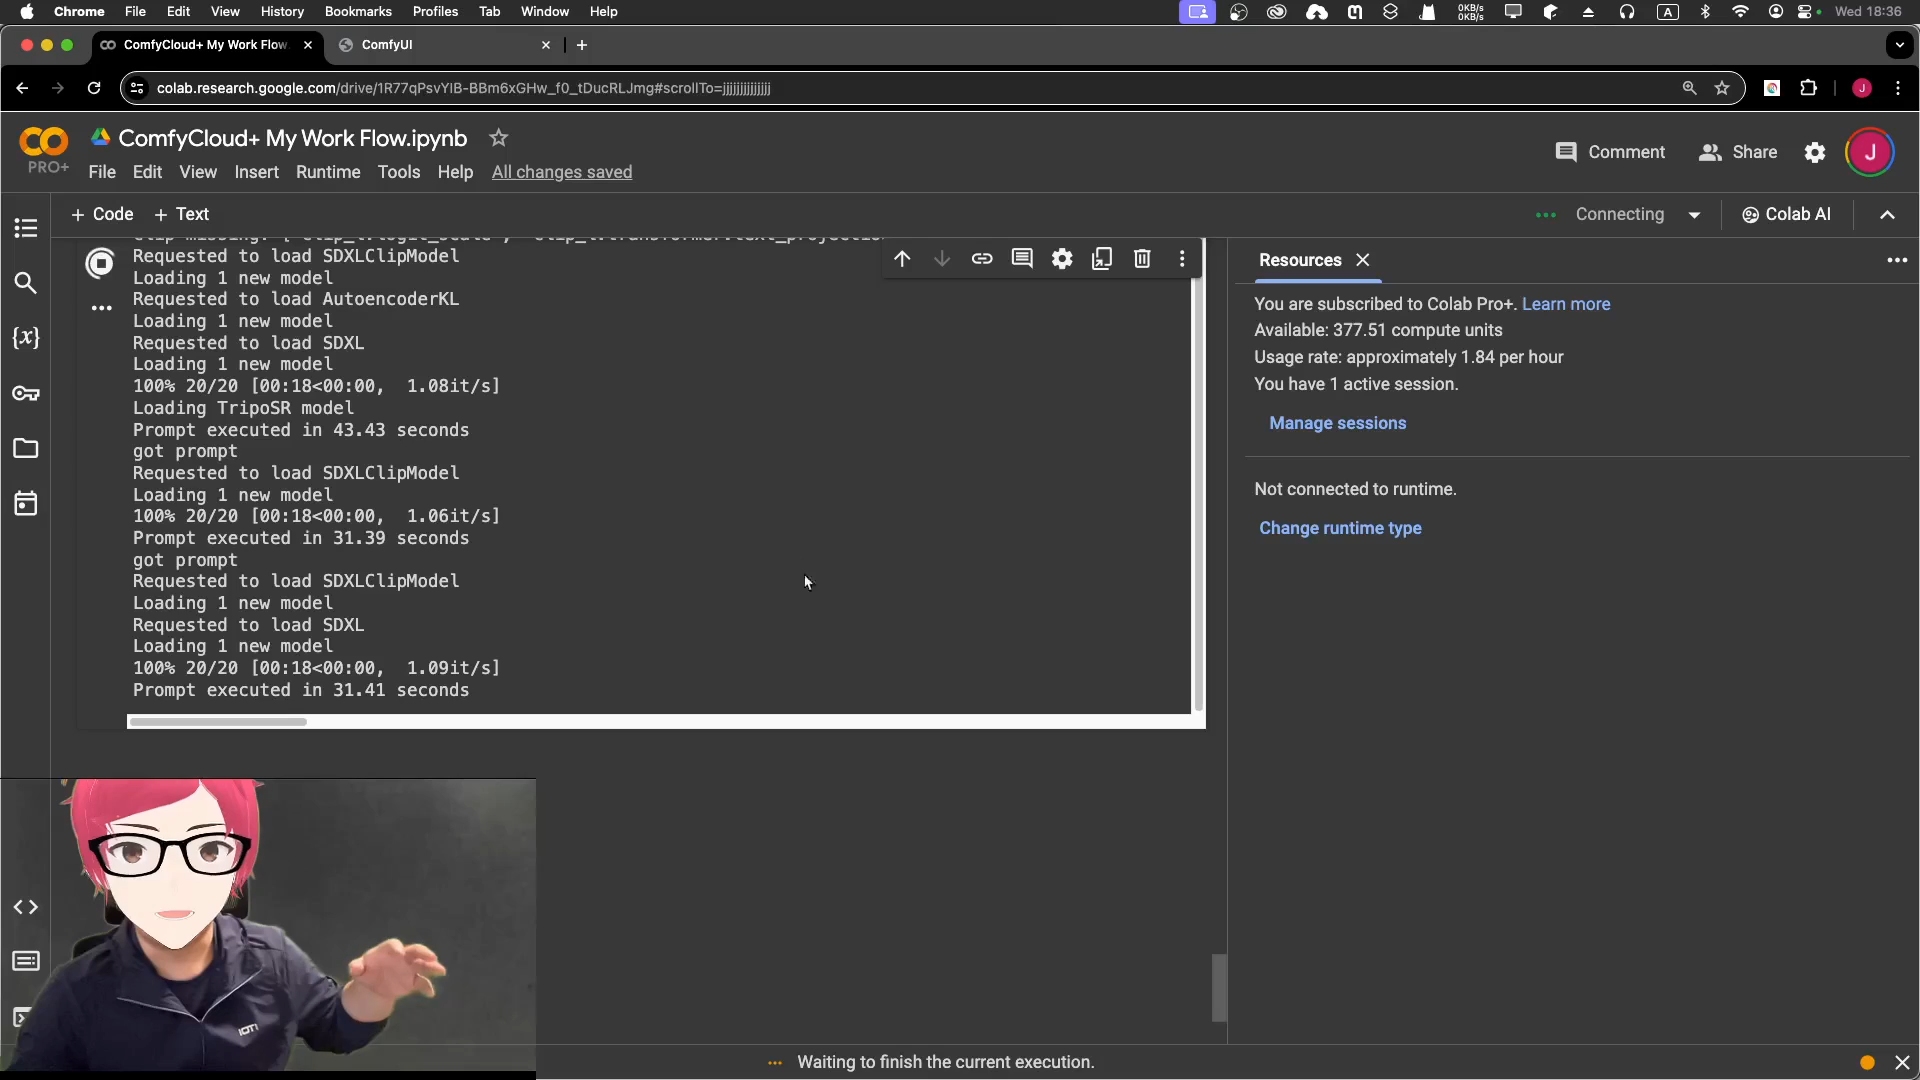 Chrome File Edit View History Bookmarks Profiles Tab Window Help 0KB/s 0KB/s A Wed 18:36
ComfyCloud+ My Work Flow. ComfyUI
colab.research.google.com/drive/1R77qPsvYIB-BBm6xGHw_f0_tDucRLJmg#scrollTo=jjjjjjjjjjjjjj
PRO+
ComfyCloud+ My Work Flow.ipynb
File Edit View Insert Runtime Tools Help All changes saved
Comment Share J
+ Code + Text
Connecting Colab AI
Requested to load SDXLClipModel
Loading 1 new model
Requested to load AutoencoderKL
Loading 1 new model
Requested to load SDXL
Loading 1 new model
100% 20/20 [00:18<00:00, 1.08it/s]
Loading TripoSR model
Prompt executed in 43.43 seconds
got prompt
Requested to load SDXLClipModel
Loading 1 new model
100% 20/20 [00:18<00:00, 1.06it/s]
Prompt executed in 31.39 seconds
got prompt
Requested to load SDXLClipModel
Loading 1 new model
Requested to load SDXL
Loading 1 new model
100% 20/20 [00:18<00:00, 1.09it/s]
Prompt executed in 31.41 seconds
Resources
You are subscribed to Colab Pro+. Learn more
Available: 377.51 compute units
Usage rate: approximately 1.84 per hour
You have 1 active session.
Manage sessions
Not connected to runtime.
Change runtime type
Waiting to finish the current execution.